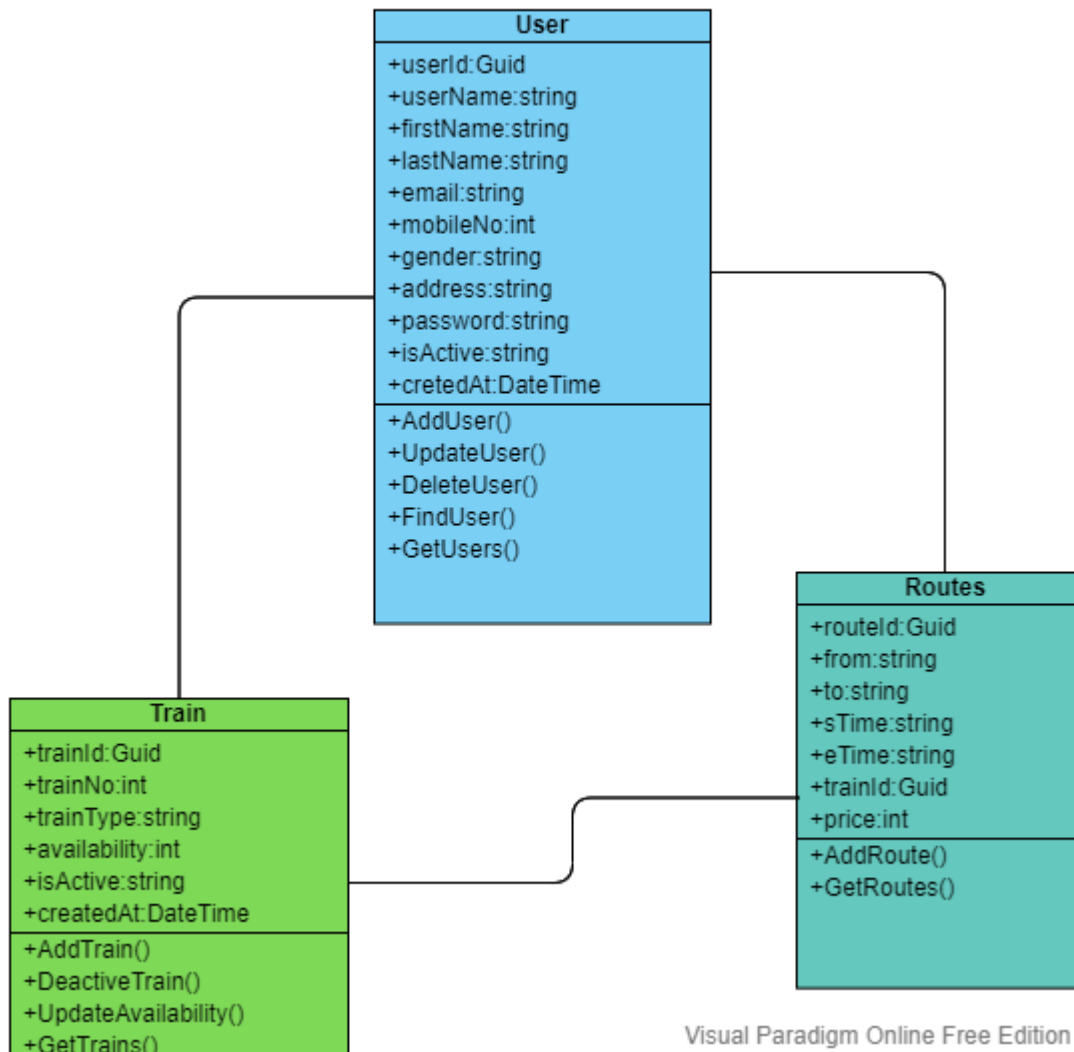 User
+userId:Guid
+userName:string
+firstName:string
+lastName:string
+email:string
+mobileNo:int
+gender:string
+address:string
+password:string
+isActive:string
+cretedAt:DateTime
+AddUser()
+UpdateUser()
+DeleteUser()
+FindUser()
+GetUsers()
Routes
+routeId:Guid
+from:string
+to:string
+sTime:string
+eTime:string
+trainId:Guid
+price:int
+AddRoute()
+GetRoutes()
Train
+trainId:Guid
+trainNo:int
+trainType:string
+availability:int
+isActive:string
+createdAt:DateTime
+AddTrain()
+DeactiveTrain()
+UpdateAvailability()
+GetTrains()
Visual Paradigm Online Free Edition